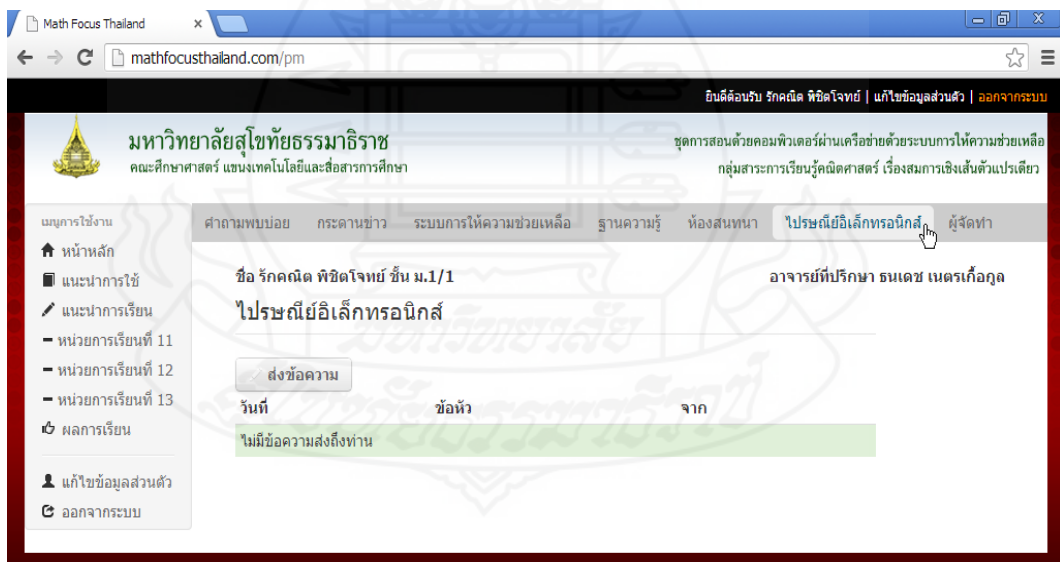 Math Focus Thailand
mathfocusthailand.com/pm
ยินดีต้อนรับ รักคณิต พิชิตโจทย์ | แก้ไขข้อมูลส่วนตัว | ออกจากระบบ
มหาวิทยาลัยสุโขทัยธรรมาธิราช
คณะศึกษาศาสตร์ แขนงเทคโนโลยีและสื่อสารการศึกษา
ชุดการสอนด้วยคอมพิวเตอร์ผ่านเครือข่ายด้วยระบบการให้ความช่วยเหลือ
กลุ่มสาระการเรียนรู้คณิตศาสตร์ เรื่องสมการเชิงเส้นตัวแปรเดียว
เมนูการใช้งาน
หน้าหลัก
แนะนำการใช้
แนะนำการเรียน
หน่วยการเรียนที่ 11
หน่วยการเรียนที่ 12
หน่วยการเรียนที่ 13
ผลการเรียน
แก้ไขข้อมูลส่วนตัว
ออกจากระบบ
คำถามพบบ่อย กระดานข่าว ระบบการให้ความช่วยเหลือ ฐานความรู้ ห้องสนทนา ไปรษณีย์อิเล็กทรอนิกส์ ผู้จัดทำ
ชื่อ รักคณิต พิชิตโจทย์ ชั้น ม.1/1 อาจารย์ที่ปรึกษา ธนเดช เนตรเกื้อกูล
ไปรษณีย์อิเล็กทรอนิกส์
ส่งข้อความ
วันที่ ข้อหัว จาก
ไม่มีข้อความส่งถึงท่าน